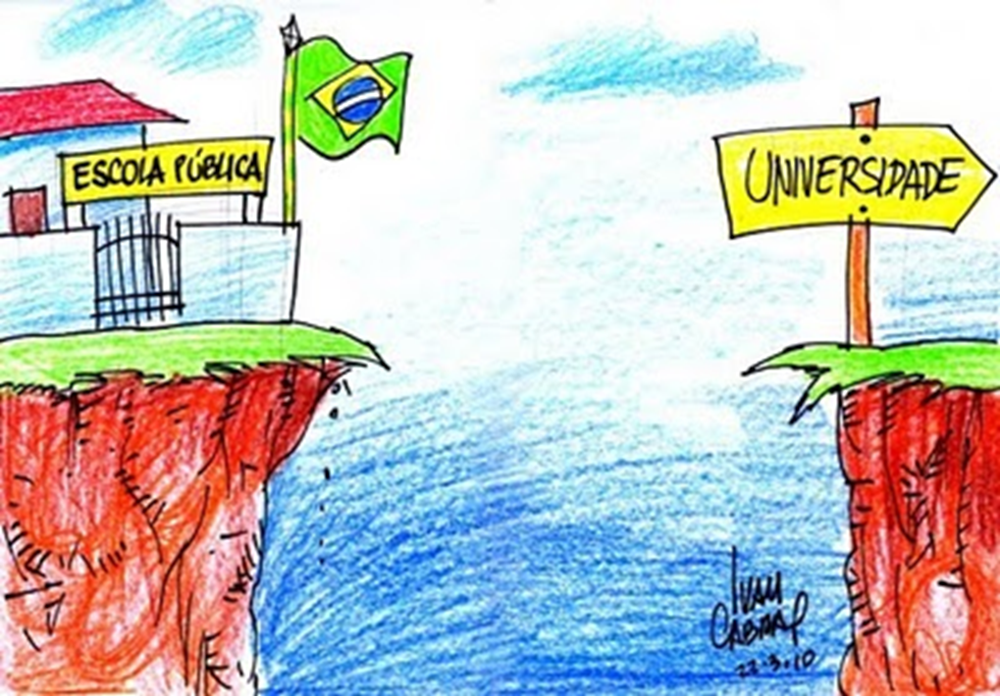 ESCOLA PÚBLICA
UNIVERSIDADE
IVAN
CABRAL
22.3.10